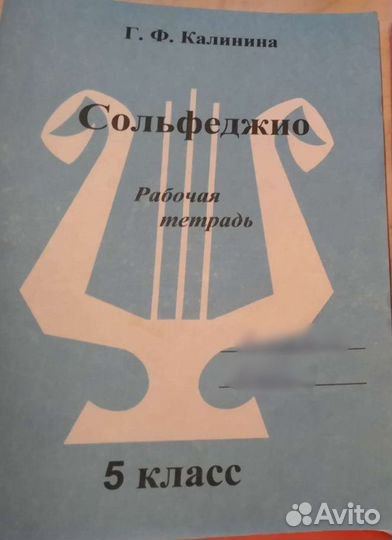 Г. Ф. Калинина
Сольфеджио
Рабочая
тетрадь
5 класс
Avito